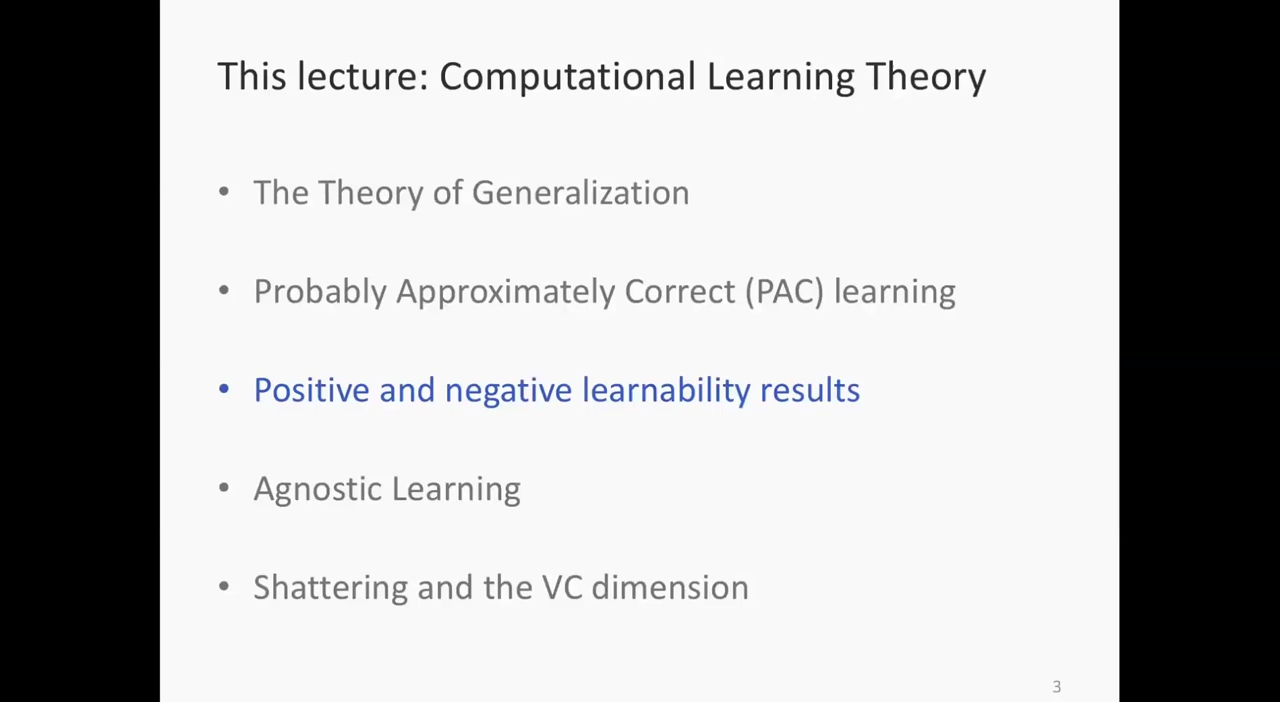 This lecture: Computational Learning Theory
• The Theory of Generalization
• Probably Approximately Correct (PAC) learning
• Positive and negative learnability results
• Agnostic Learning
• Shattering and the VC dimension
3